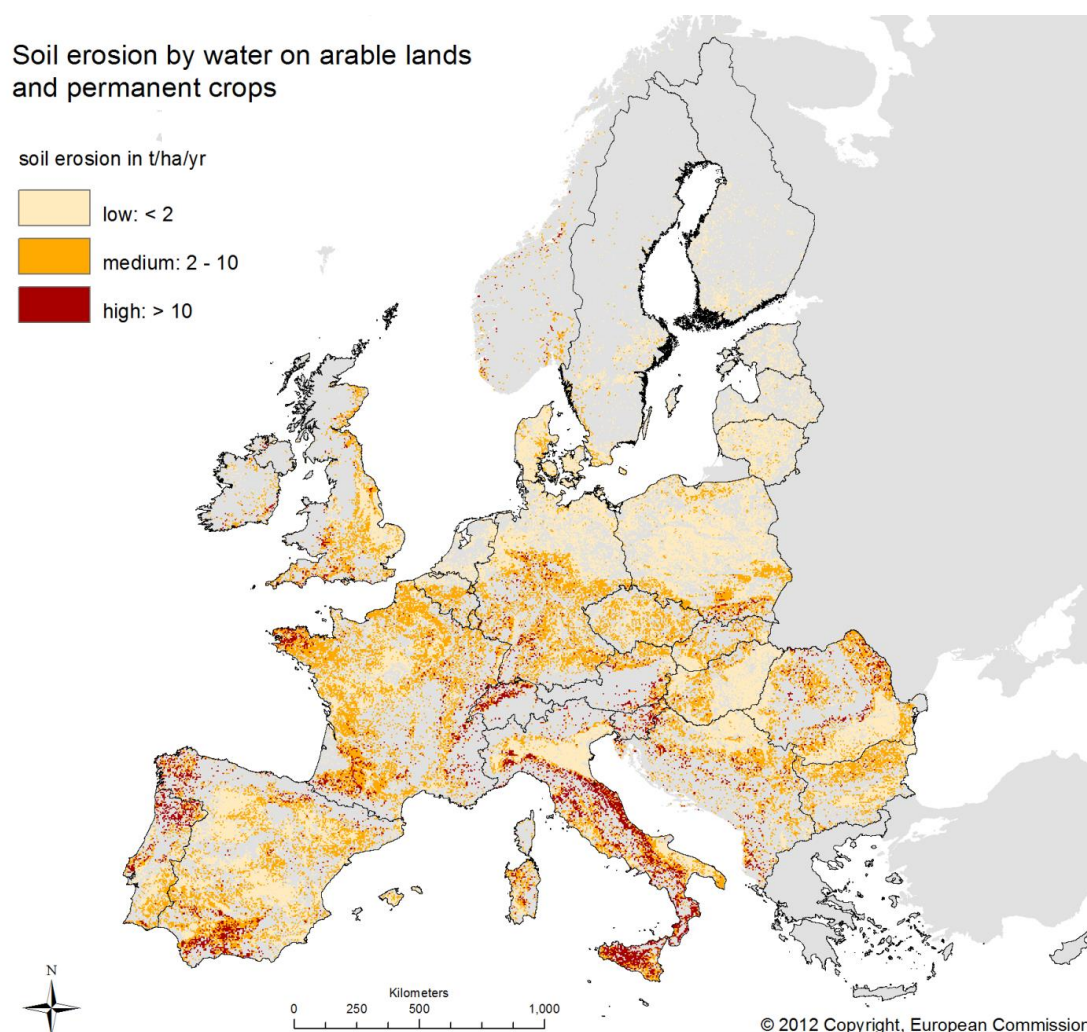 Soil erosion by water on arable lands
and permanent crops
soil erosion in t/ha/yr
low: < 2
medium: 2 - 10
high: > 10
N
Kilometers
0 250 500 1,000
© 2012 Copyright, European Commission